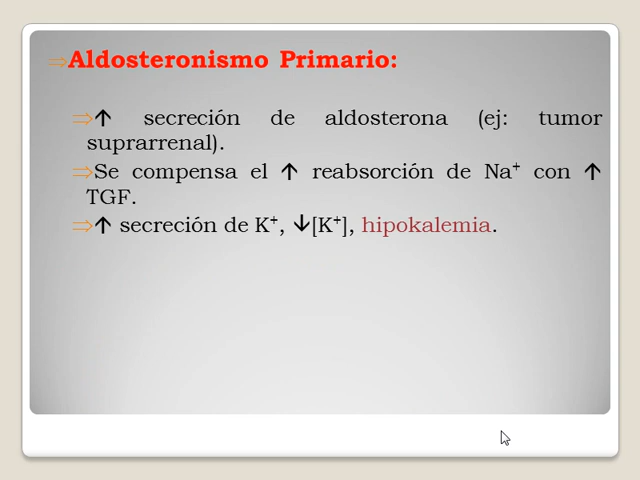 ⇒Aldosteronismo Primario:
⇒↑ secreción de aldosterona (ej: tumor
suprarrenal).
⇒Se compensa el ↑ reabsorción de Na⁺ con ↑
TGF.
⇒↑ secreción de K⁺, ↓[K⁺], hipokalemia.